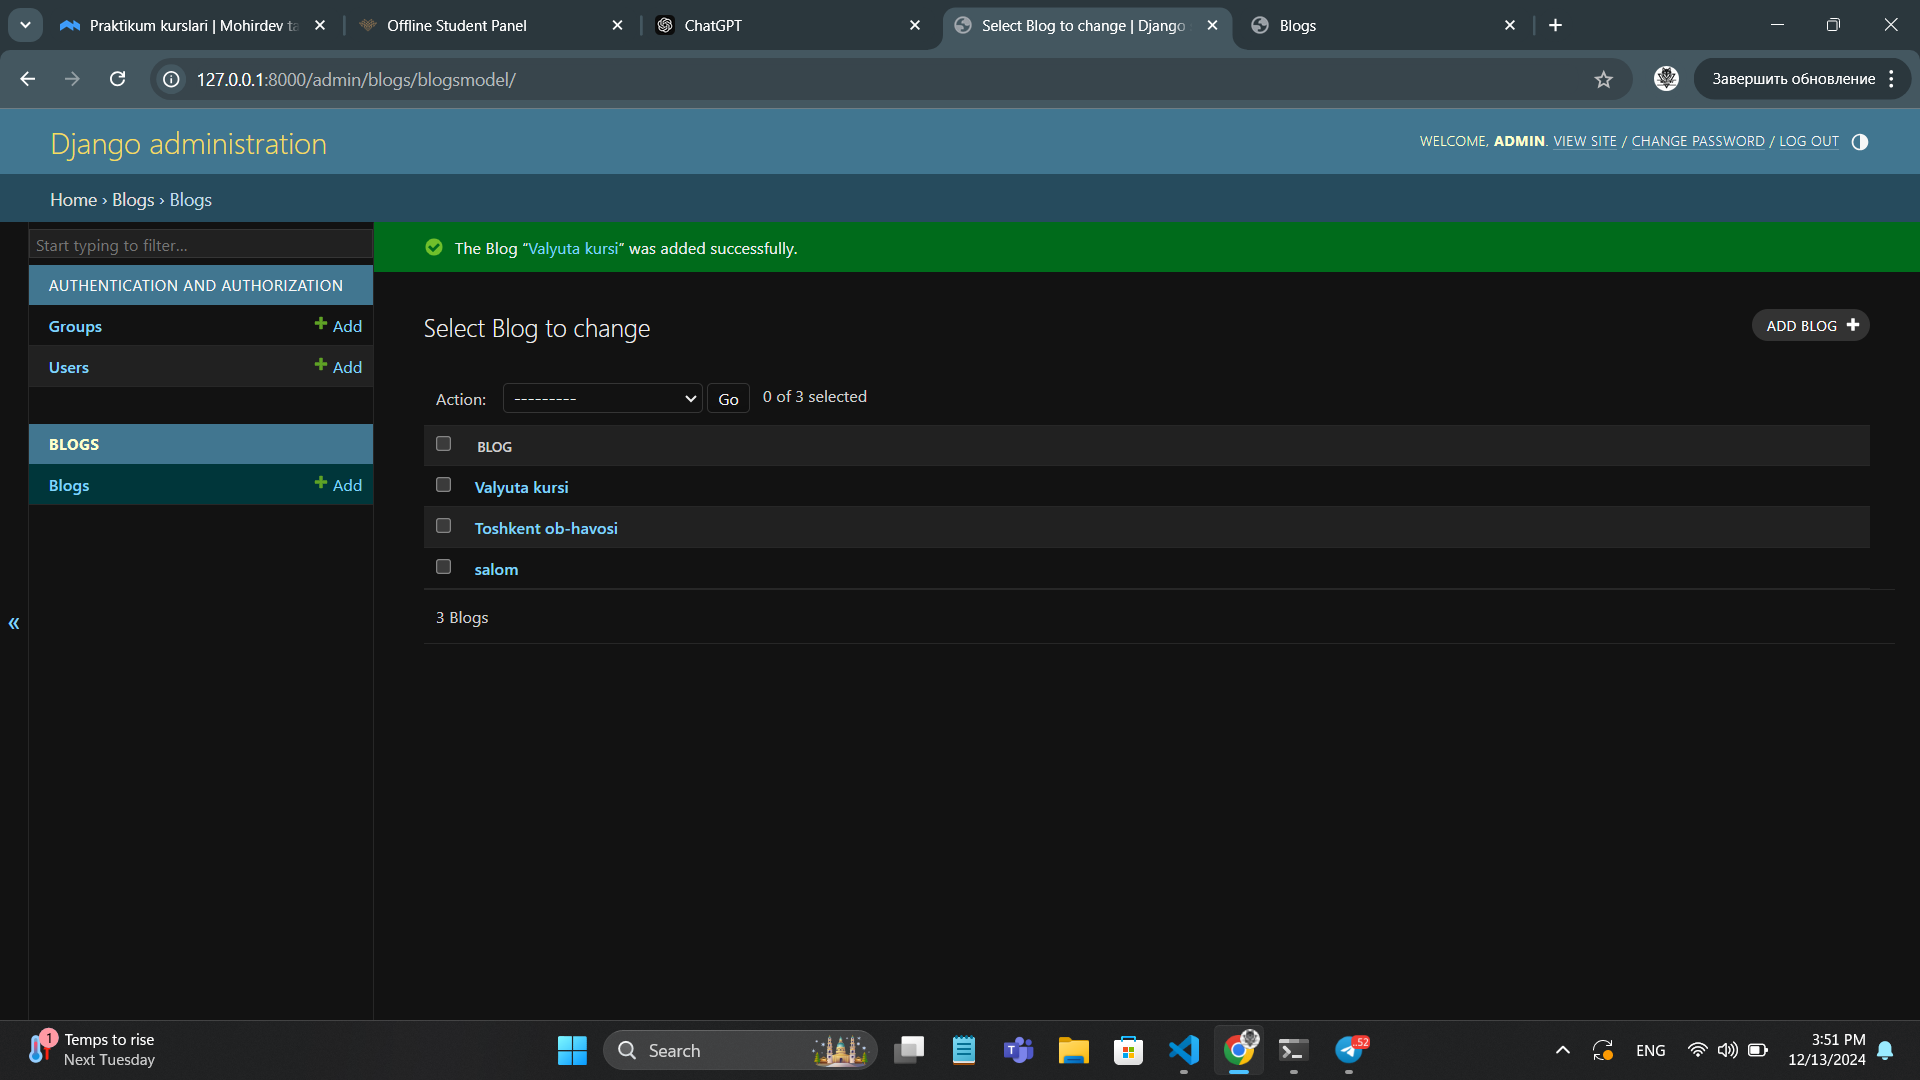 Praktikum kurslari | Mohirdev ta
Offline Student Panel
ChatGPT
Select Blog to change | Django
Blogs
127.0.0.1:8000/admin/blogs/blogsmodel/
Завершить обновление
Django administration
WELCOME, ADMIN. VIEW SITE / CHANGE PASSWORD / LOG OUT
Home › Blogs › Blogs
Start typing to filter...
The Blog “Valyuta kursi” was added successfully.
AUTHENTICATION AND AUTHORIZATION
Groups + Add
Users + Add
BLOGS
Blogs + Add
Select Blog to change
ADD BLOG +
Action: --------- Go 0 of 3 selected
BLOG
Valyuta kursi
Toshkent ob-havosi
salom
3 Blogs
«
1
Temps to rise
Next Tuesday
Search
52
ENG
3:51 PM
12/13/2024